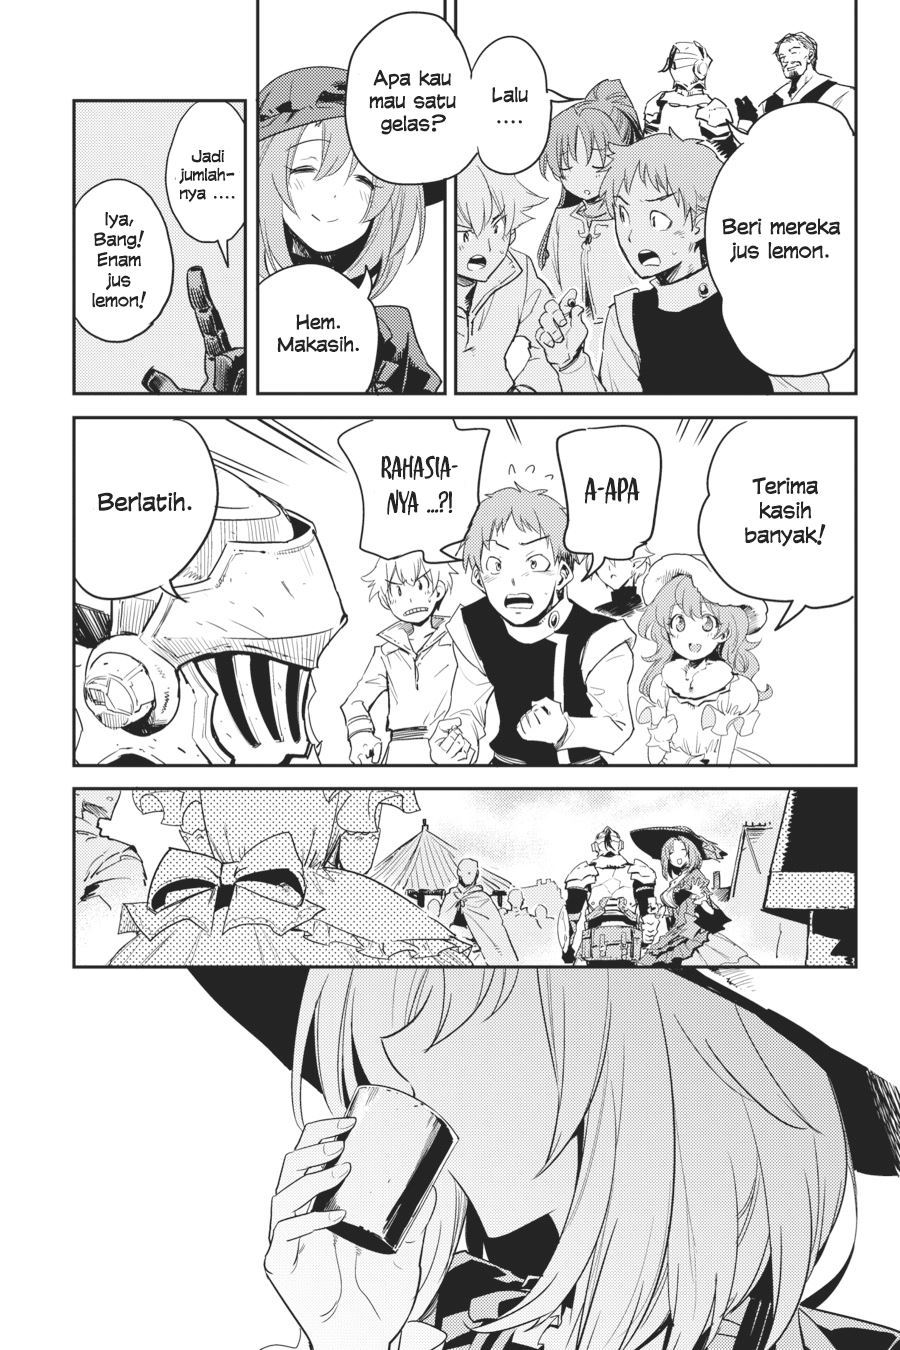 Beri mereka
jus lemon.
Lalu
....
Apa kau
mau satu
gelas?
Hem.
Makasih.
Jadi
jumlah-
nya ....
Iya,
Bang!
Enam
jus
lemon!
Terima
kasih
banyak!
A-APA
RAHASIA-
NYA ...?!
Berlatih.